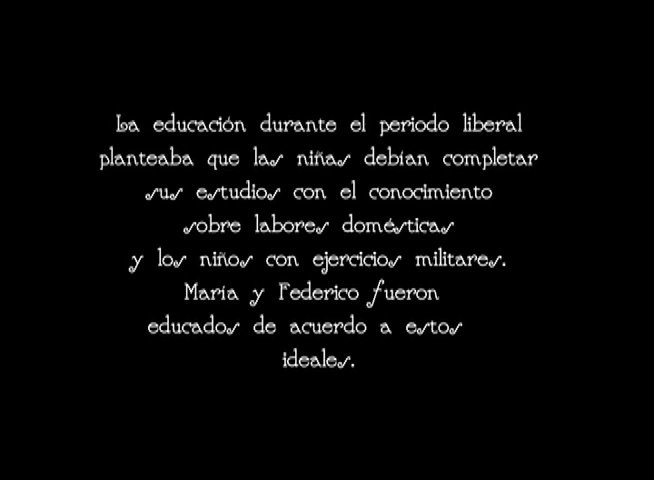 La educación durante el periodo liberal
planteaba que las niñas debían completar
sus estudios con el conocimiento
sobre labores domésticas
y los niños con ejercicios militares.
María y Federico fueron
educados de acuerdo a estos
ideales.